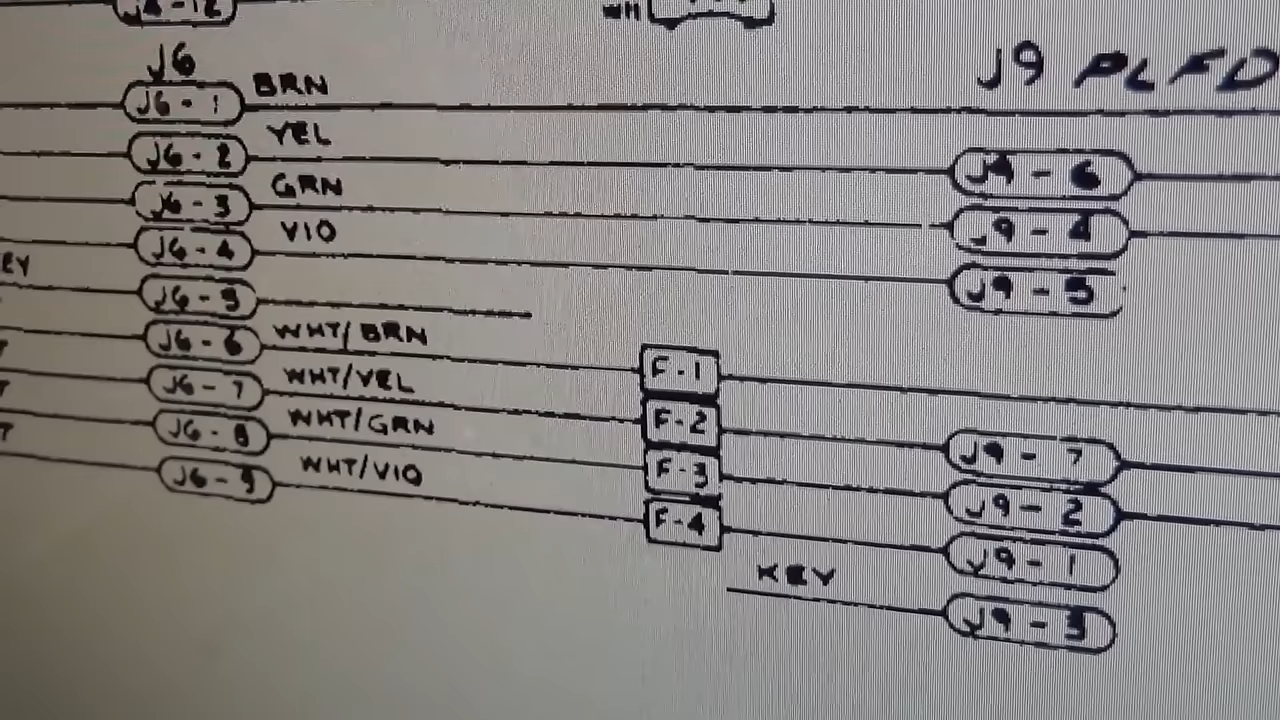 J6
J9 PLFD
J6 - 1 BRN
J6 - 2 YEL J9 - 6
J6 - 3 GRN J9 - 4
J6 - 4 VIO J9 - 5
EY
J6 - 5
J6 - 6 WHT/BRN F-1
J6 - 7 WHT/YEL F-2 J9 - 7
J6 - 8 WHT/GRN F-3 J9 - 2
J6 - 9 WHT/VIO F-4 J9 - 1
KEY J9 - 3